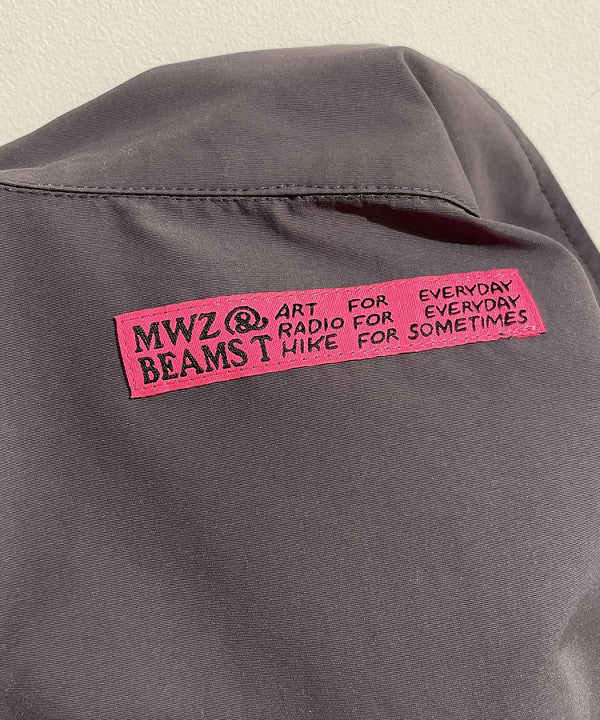 MWZ@
BEAMS T
ART FOR EVERYDAY
RADIO FOR EVERYDAY
HIKE FOR SOMETIMES